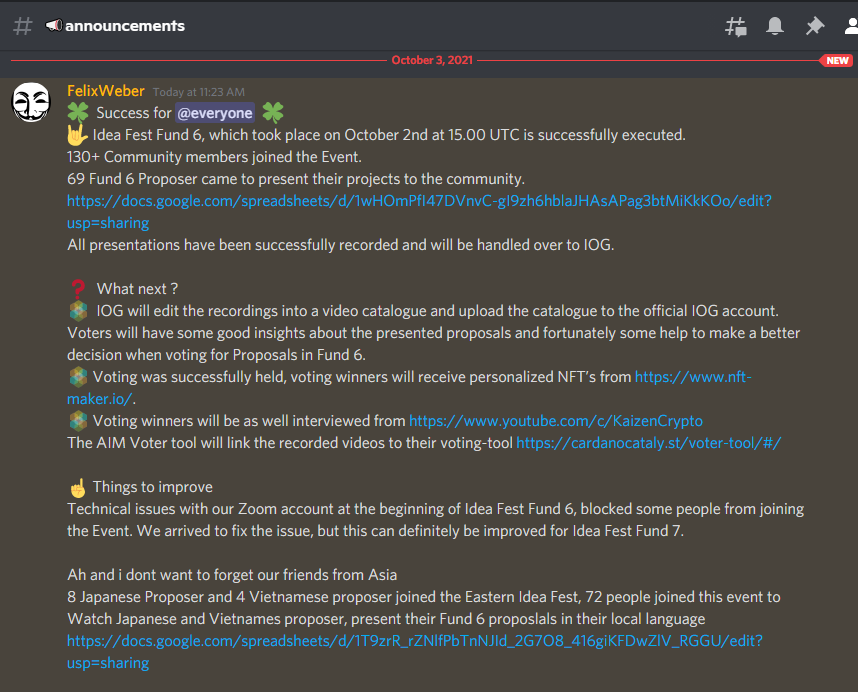 announcements
October 3, 2021
NEW
FelixWeber Today at 11:23 AM
🍀 Success for @everyone 🍀
🤟 Idea Fest Fund 6, which took place on October 2nd at 15.00 UTC is successfully executed.
130+ Community members joined the Event.
69 Fund 6 Proposer came to present their projects to the community.
https://docs.google.com/spreadsheets/d/1wHOmPfI47DVnvC-gI9zh6hbIaJHAsAPag3btMiKkKOo/edit?
usp=sharing
All presentations have been successfully recorded and will be handled over to IOG.
❓ What next ?
IOG will edit the recordings into a video catalogue and upload the catalogue to the official IOG account.
Voters will have some good insights about the presented proposals and fortunately some help to make a better
decision when voting for Proposals in Fund 6.
Voting was successfully held, voting winners will receive personalized NFT's from https://www.nft-
maker.io/.
Voting winners will be as well interviewed from https://www.youtube.com/c/KaizenCrypto
The AIM Voter tool will link the recorded videos to their voting-tool https://cardanocataly.st/voter-tool/#/
☝ Things to improve
Technical issues with our Zoom account at the beginning of Idea Fest Fund 6, blocked some people from joining
the Event. We arrived to fix the issue, but this can definitely be improved for Idea Fest Fund 7.
Ah and i dont want to forget our friends from Asia
8 Japanese Proposer and 4 Vietnamese proposer joined the Eastern Idea Fest, 72 people joined this event to
Watch Japanese and Vietnames proposer, present their Fund 6 proposlals in their local language
https://docs.google.com/spreadsheets/d/1T9zrR_rZNlfPbTnNJId_2G7O8_416giKFDwZlV_RGGU/edit?
usp=sharing